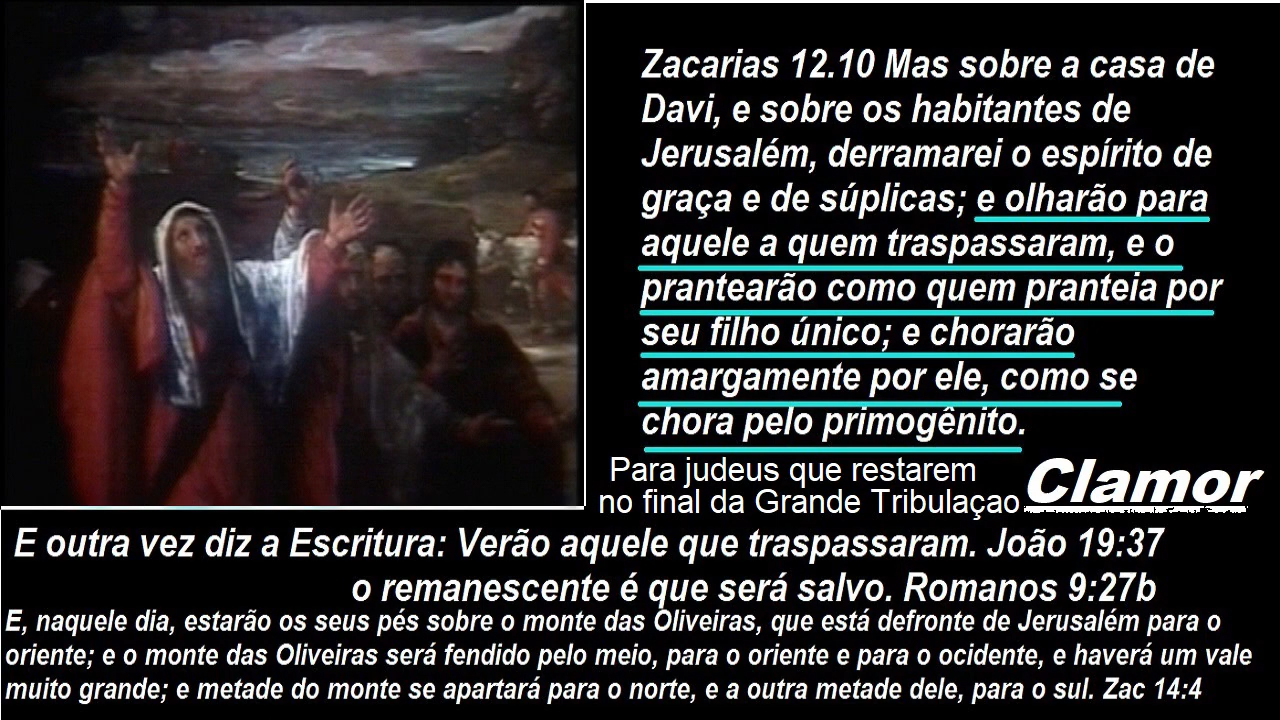 Zacarias 12.10 Mas sobre a casa de
Davi, e sobre os habitantes de
Jerusalém, derramarei o espírito de
graça e de súplicas; e olharão para
aquele a quem traspassaram, e o
prantearão como quem pranteia por
seu filho único; e chorarão
amargamente por ele, como se
chora pelo primogênito.
Para judeus que restarem
no final da Grande Tribulaçao
Clamor
E outra vez diz a Escritura: Verão aquele que traspassaram. João 19:37
o remanescente é que será salvo. Romanos 9:27b
E, naquele dia, estarão os seus pés sobre o monte das Oliveiras, que está defronte de Jerusalém para o
oriente; e o monte das Oliveiras será fendido pelo meio, para o oriente e para o ocidente, e haverá um vale
muito grande; e metade do monte se apartará para o norte, e a outra metade dele, para o sul. Zac 14:4